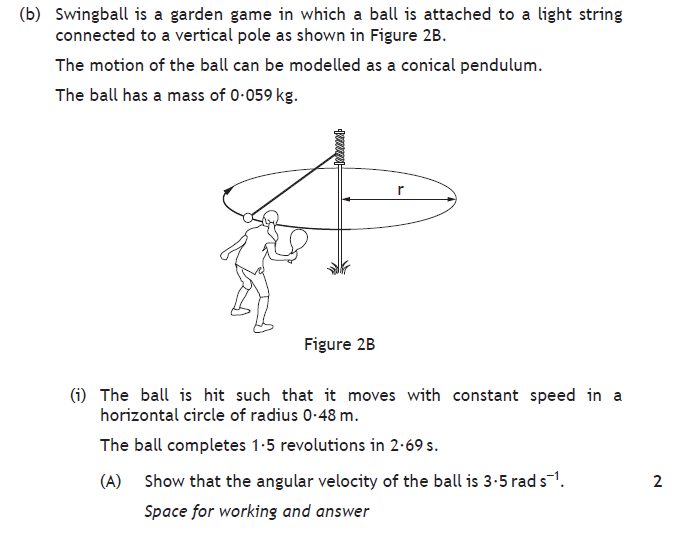 (b) Swingball is a garden game in which a ball is attached to a light string
connected to a vertical pole as shown in Figure 2B.
The motion of the ball can be modelled as a conical pendulum.
The ball has a mass of 0·059 kg.
r
Figure 2B
(i) The ball is hit such that it moves with constant speed in a
horizontal circle of radius 0·48 m.
The ball completes 1·5 revolutions in 2·69 s.
(A) Show that the angular velocity of the ball is 3·5 rad s⁻¹. 2
Space for working and answer